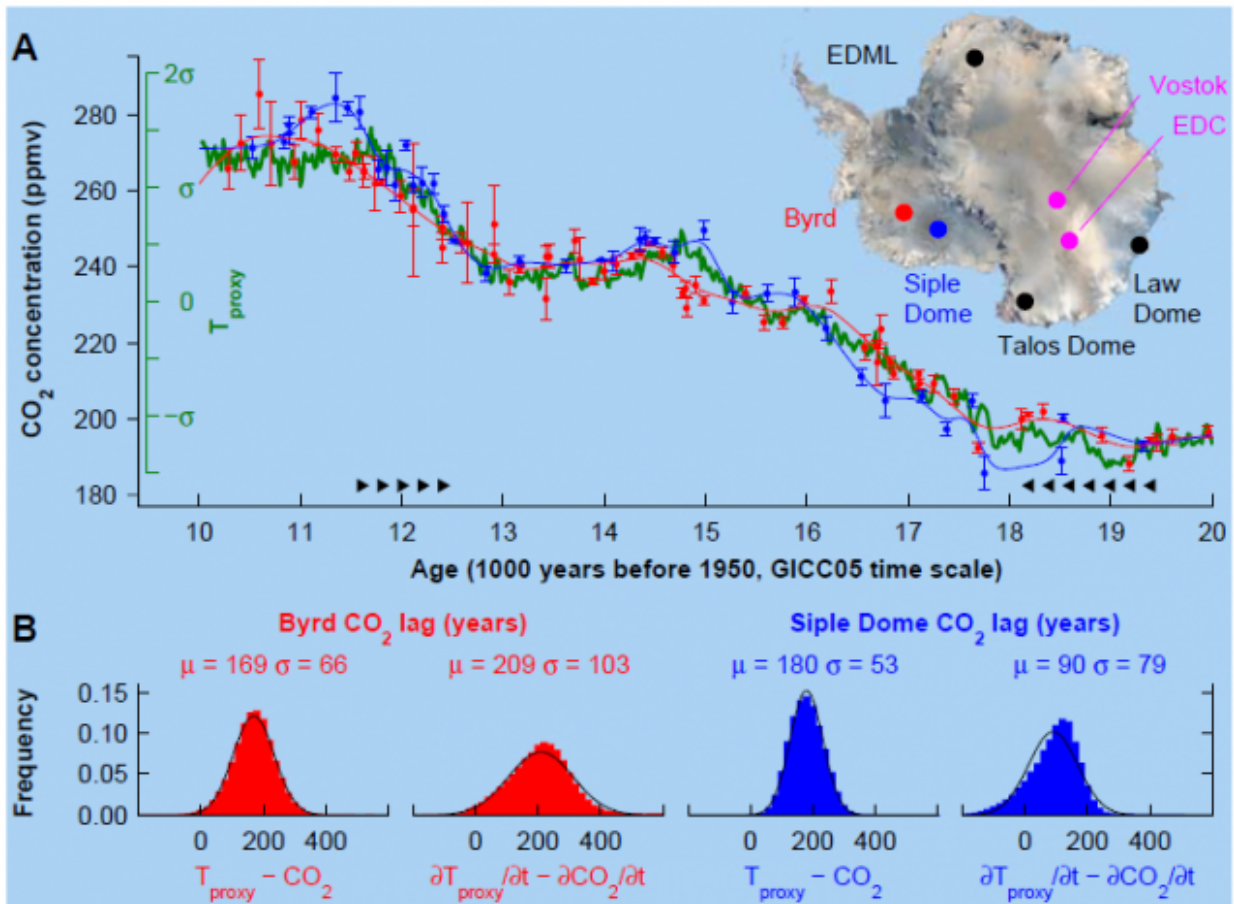 A
CO2 concentration (ppmv)
280
260
240
220
200
180
2σ
σ
0
−σ
Tproxy
EDML
Vostok
EDC
Byrd
Siple
Dome
Law
Dome
Talos Dome
10 11 12 13 14 15 16 17 18 19 20
Age (1000 years before 1950, GICC05 time scale)
B
Byrd CO2 lag (years)
Siple Dome CO2 lag (years)
μ = 169 σ = 66
μ = 209 σ = 103
μ = 180 σ = 53
μ = 90 σ = 79
Frequency
0.15
0.10
0.05
0.00
0 200 400
0 200 400
0 200 400
0 200 400
Tproxy − CO2
∂Tproxy/∂t − ∂CO2/∂t
Tproxy − CO2
∂Tproxy/∂t − ∂CO2/∂t